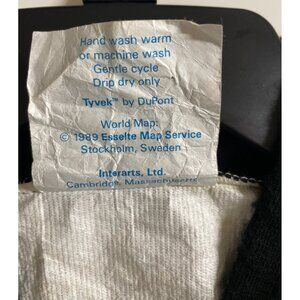 Hand wash warm
or machine wash
Gentle cycle
Drip dry only
Tyvek™ by DuPont
World Map:
© 1989 Esselte Map Service
Stockholm, Sweden
Interarts, Ltd.
Cambridge, Massachusetts